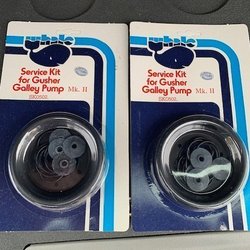 whale
Service Kit
for Gusher
Galley Pump Mk. II
whale
Service Kit
for Gusher
Galley Pump Mk. II